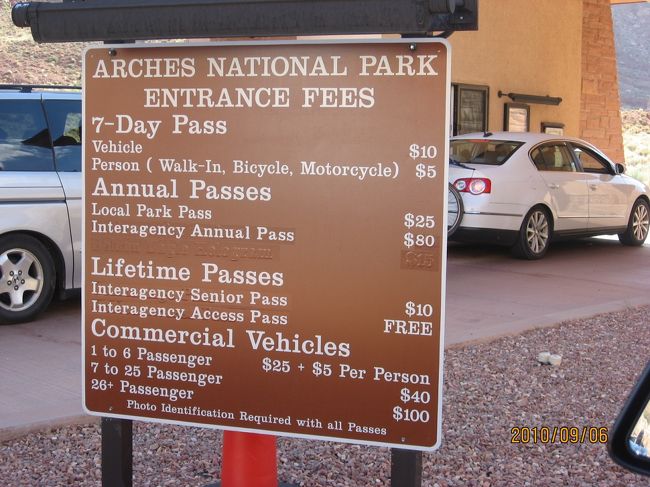 ARCHES NATIONAL PARK
ENTRANCE FEES
7-Day Pass
Vehicle $10
Person ( Walk-In, Bicycle, Motorcycle) $5
Annual Passes
Local Park Pass $25
Interagency Annual Pass $80
$15
Lifetime Passes
Interagency Senior Pass $10
Interagency Access Pass FREE
Commercial Vehicles
1 to 6 Passenger $25 + $5 Per Person
7 to 25 Passenger $40
26+ Passenger $100
Photo Identification Required with all Passes
2010/09/06